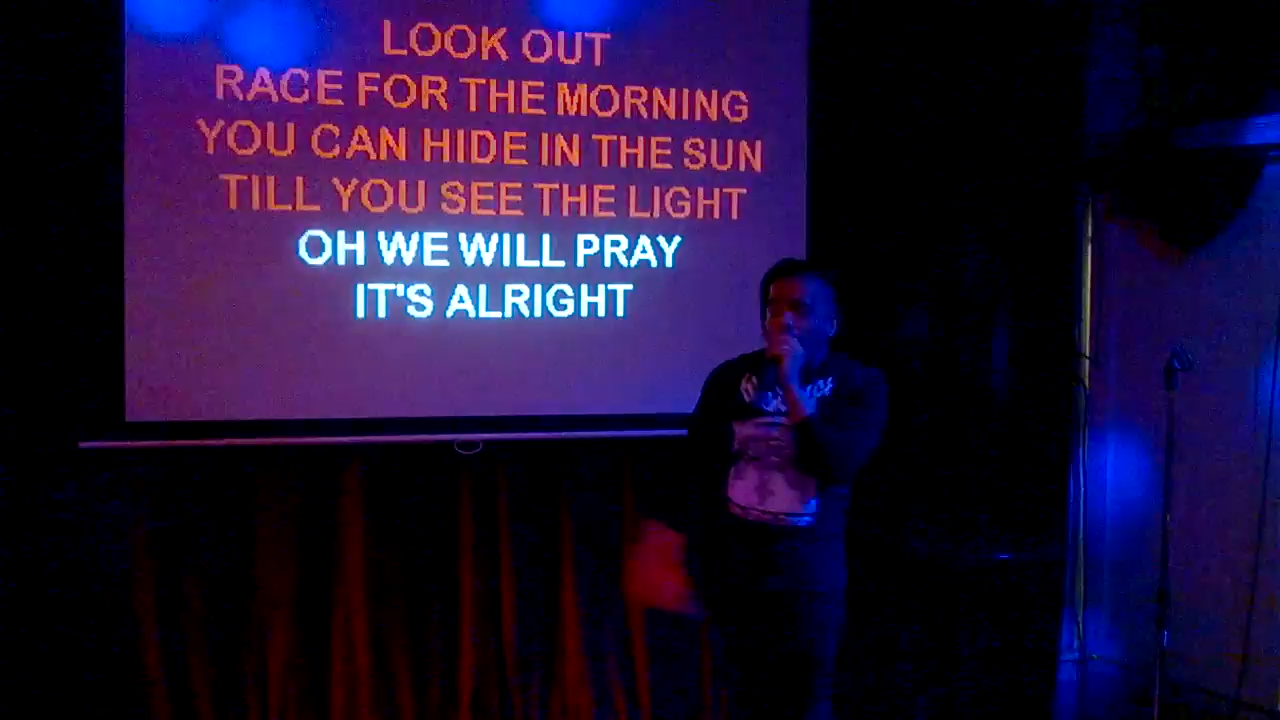 LOOK OUT
RACE FOR THE MORNING
YOU CAN HIDE IN THE SUN
TILL YOU SEE THE LIGHT
OH WE WILL PRAY
IT'S ALRIGHT